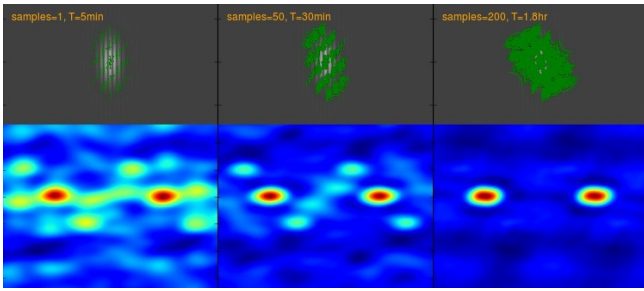 samples=1, T=5min
samples=50, T=30min
samples=200, T=1.8hr